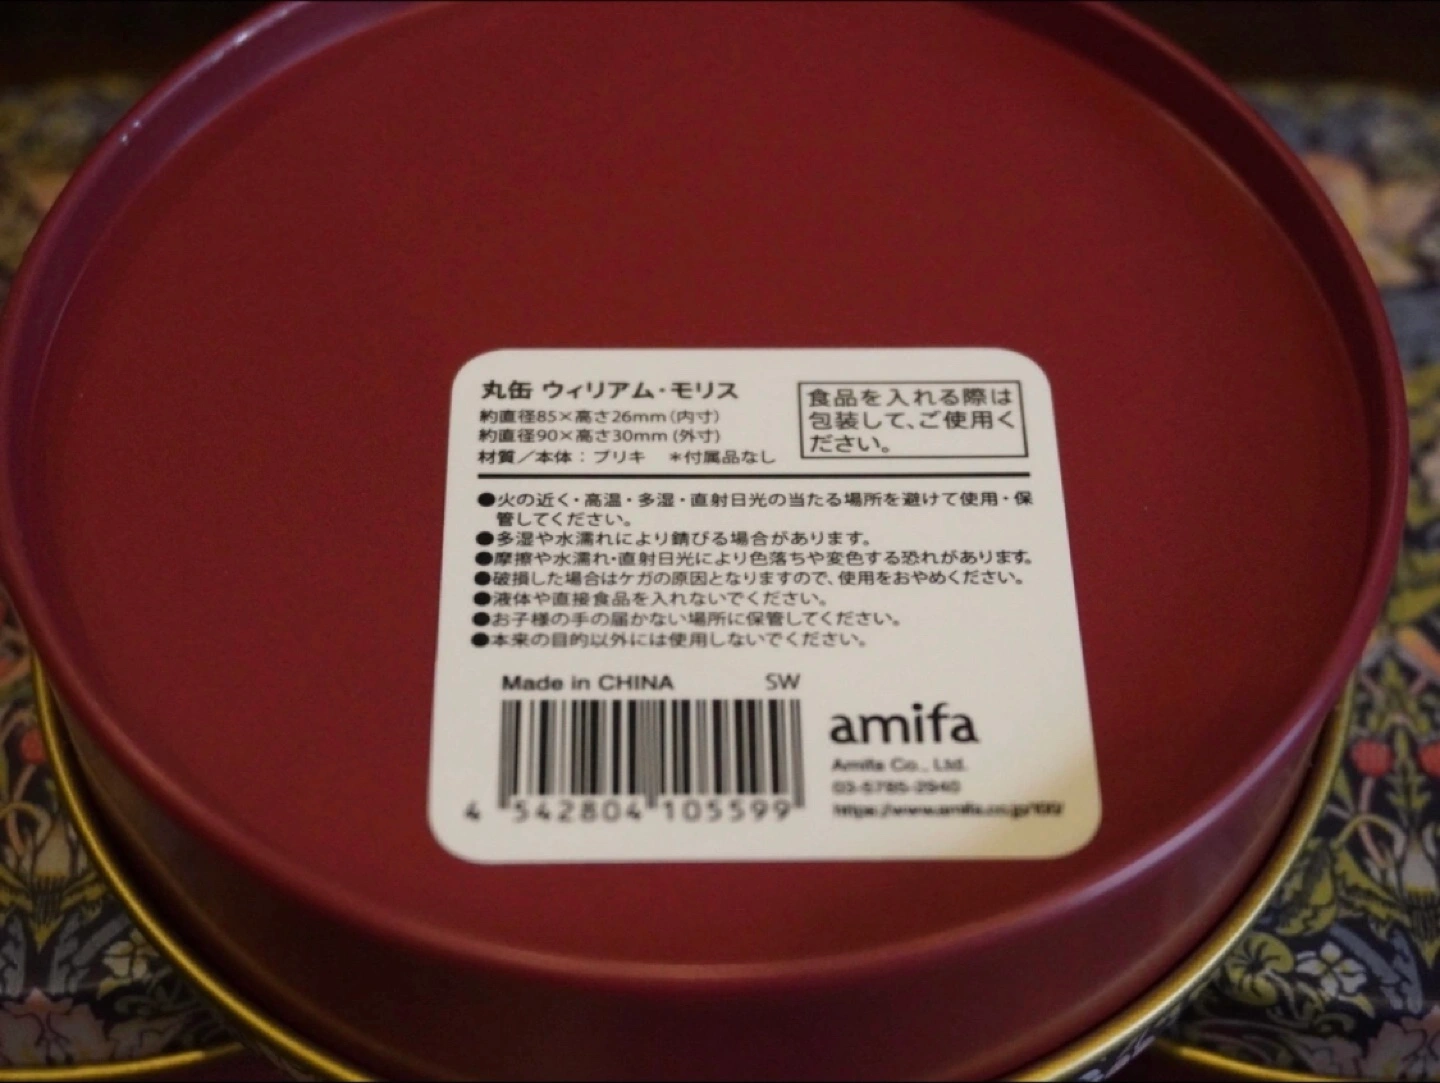 丸缶 ウィリアム・モリス
約直径85×高さ26mm(内寸)
約直径90×高さ30mm(外寸)
材質/本体:ブリキ *付属品なし
食品を入れる際は
包装して、ご使用く
ださい。
●火の近く・高温・多湿・直射日光の当たる場所を避けて使用・保
管してください。
●多湿や水濡れにより錆びる場合があります。
●摩擦や水濡れ・直射日光により色落ちや変色する恐れがあります。
●破損した場合はケガの原因となりますので、使用をおやめください。
●液体や直接食品を入れないでください。
●お子様の手の届かない場所に保管してください。
●本来の目的以外には使用しないでください。
Made in CHINA SW
4 542804 105599
amifa
Amifa Co., Ltd.
03-5785-2940
https://www.amifa.co.jp/100/